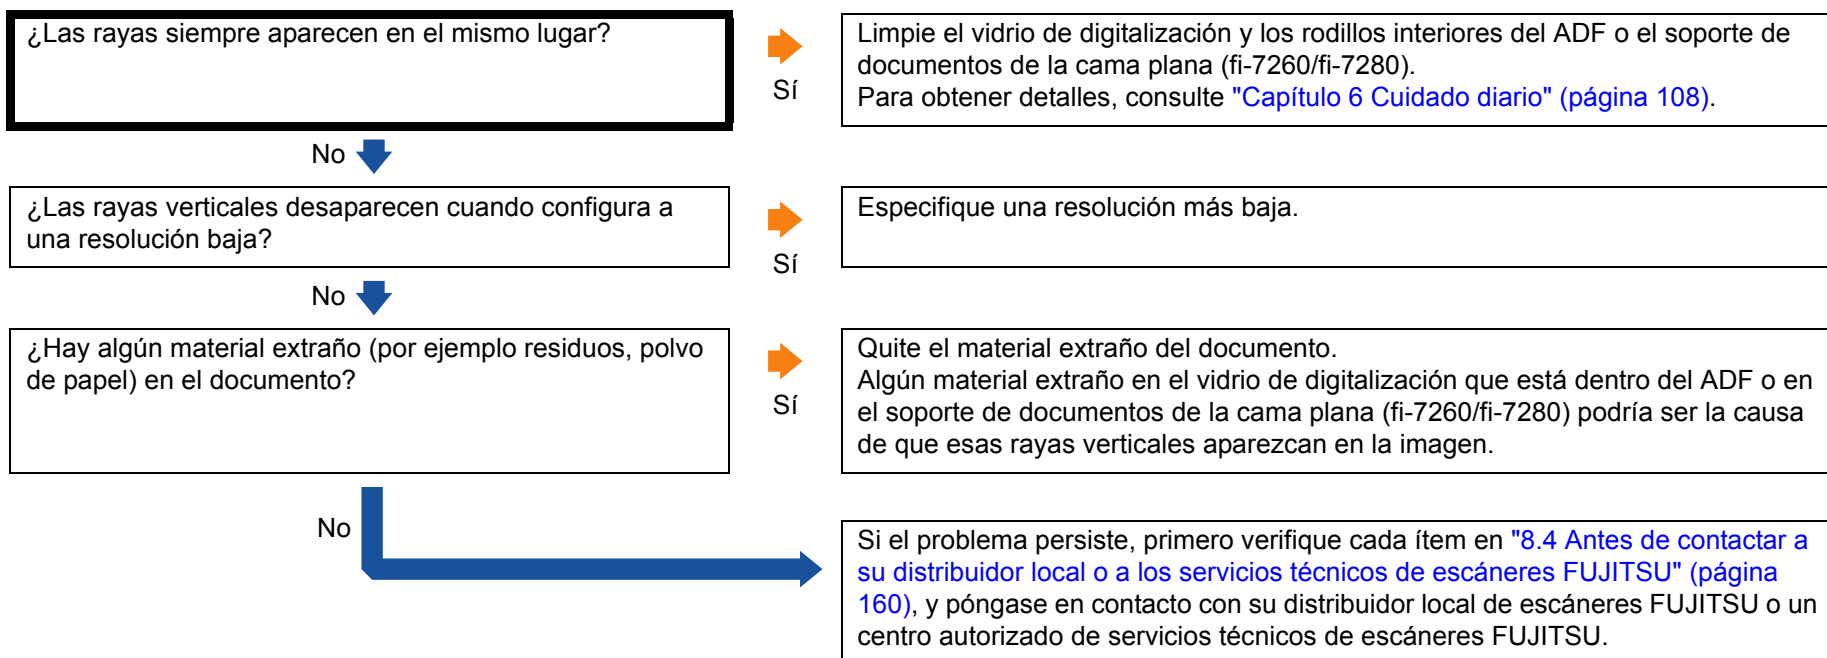 ¿Las rayas siempre aparecen en el mismo lugar?
Sí
Limpie el vidrio de digitalización y los rodillos interiores del ADF o el soporte de
documentos de la cama plana (fi-7260/fi-7280).
Para obtener detalles, consulte "Capítulo 6 Cuidado diario" (página 108).
No
¿Las rayas verticales desaparecen cuando configura a
una resolución baja?
Sí
Especifique una resolución más baja.
No
¿Hay algún material extraño (por ejemplo residuos, polvo
de papel) en el documento?
Sí
Quite el material extraño del documento.
Algún material extraño en el vidrio de digitalización que está dentro del ADF o en
el soporte de documentos de la cama plana (fi-7260/fi-7280) podría ser la causa
de que esas rayas verticales aparezcan en la imagen.
No
Si el problema persiste, primero verifique cada ítem en "8.4 Antes de contactar a
su distribuidor local o a los servicios técnicos de escáneres FUJITSU" (página
160), y póngase en contacto con su distribuidor local de escáneres FUJITSU o un
centro autorizado de servicios técnicos de escáneres FUJITSU.